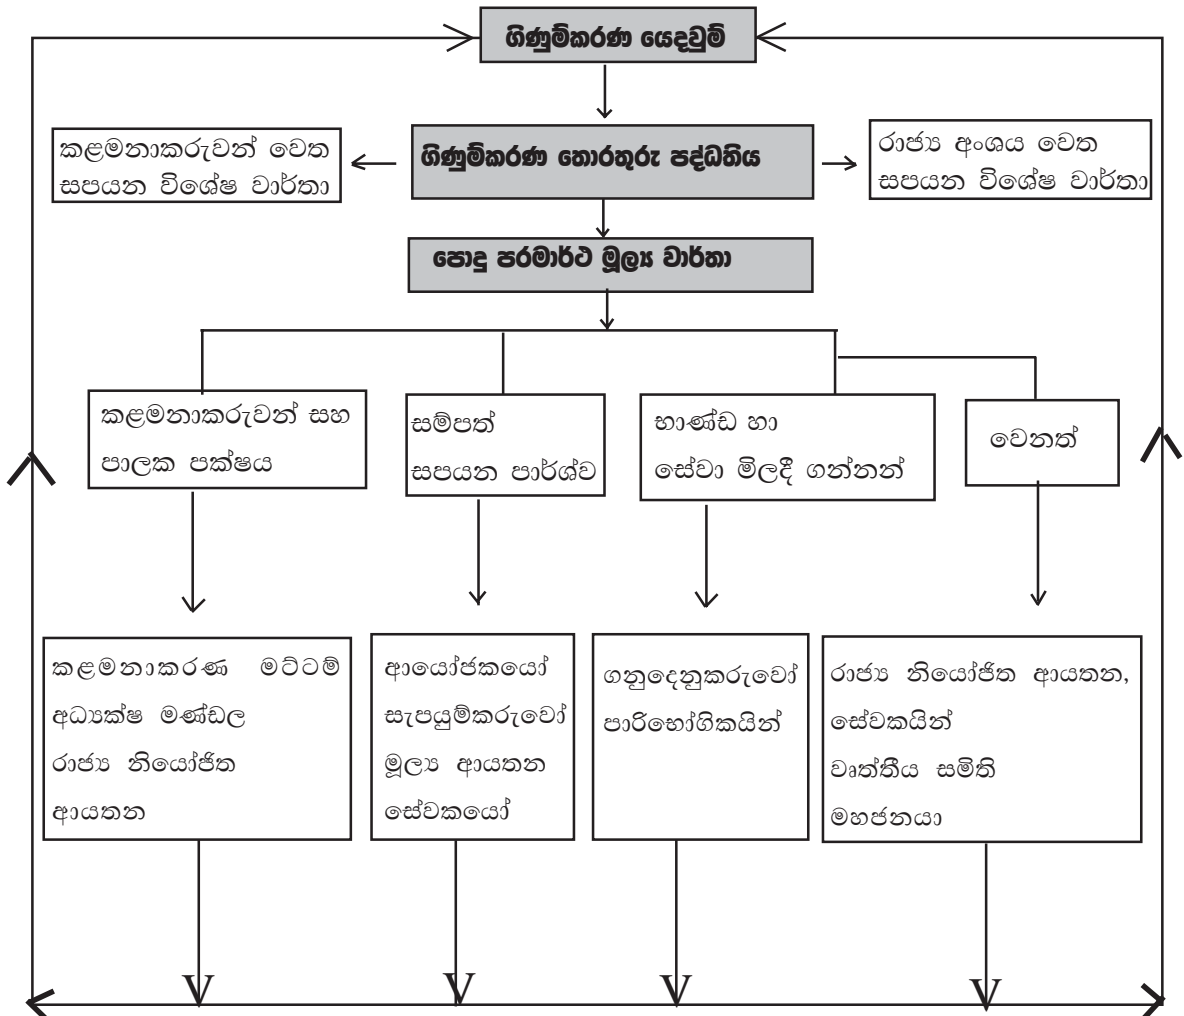 ගිණුම්කරණ යෙදවුම්
කළමනාකරුවන් වෙත
සපයන විශේෂ වාර්තා
ගිණුම්කරණ තොරතුරු පද්ධතිය
රාජ්‍ය අංශය වෙත
සපයන විශේෂ වාර්තා
පොදු පරමාර්ථ මූල්‍ය වාර්තා
කළමනාකරුවන් සහ
පාලක පක්ෂය
සම්පත්
සපයන පාර්ශ්ව
භාණ්ඩ හා
සේවා මිලදී ගන්නන්
වෙනත්
කළමනාකරණ මට්ටම්
අධ්‍යක්ෂ මණ්ඩල
රාජ්‍ය නියෝජිත
ආයතන
ආයෝජකයෝ
සැපයුම්කරුවෝ
මූල්‍ය ආයතන
සේවකයෝ
ගනුදෙනුකරුවෝ
පාරිභෝගිකයින්
රාජ්‍ය නියෝජිත ආයතන,
සේවකයින්
වෘත්තීය සමිති
මහජනයා